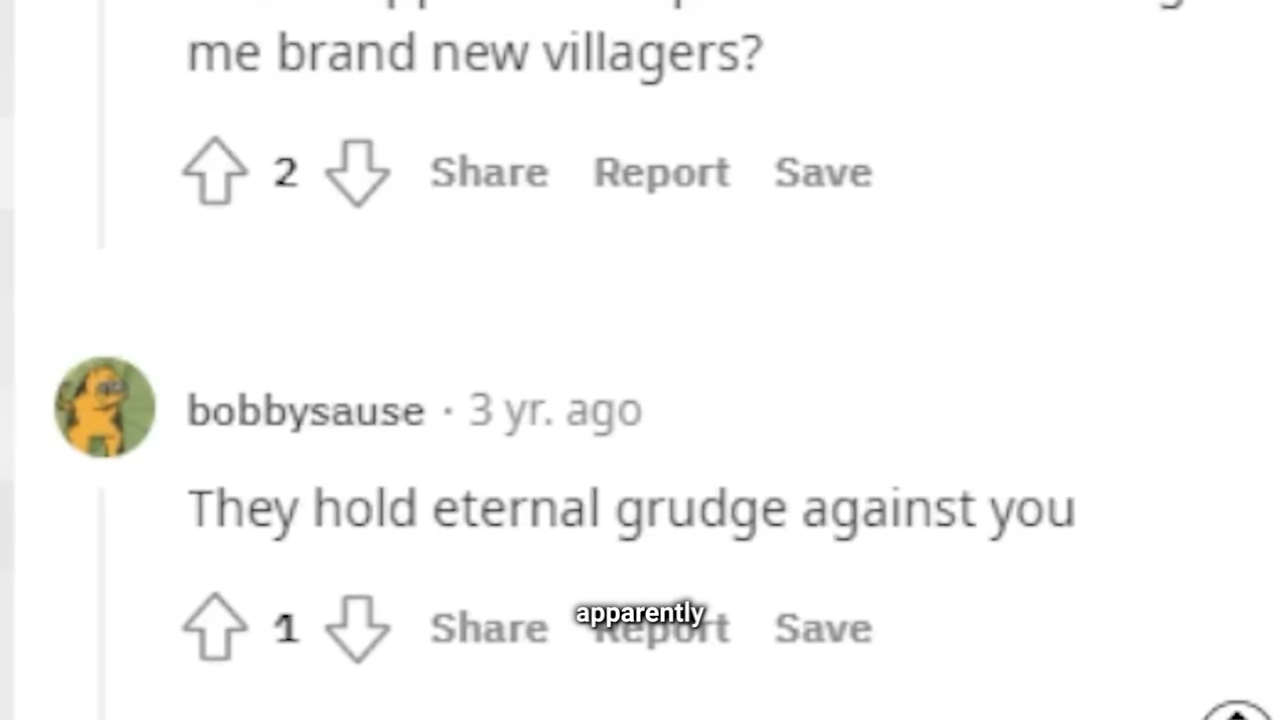 me brand new villagers?
2 Share Report Save
bobbysause · 3 yr. ago
They hold eternal grudge against you
1 Share Report Save
apparently